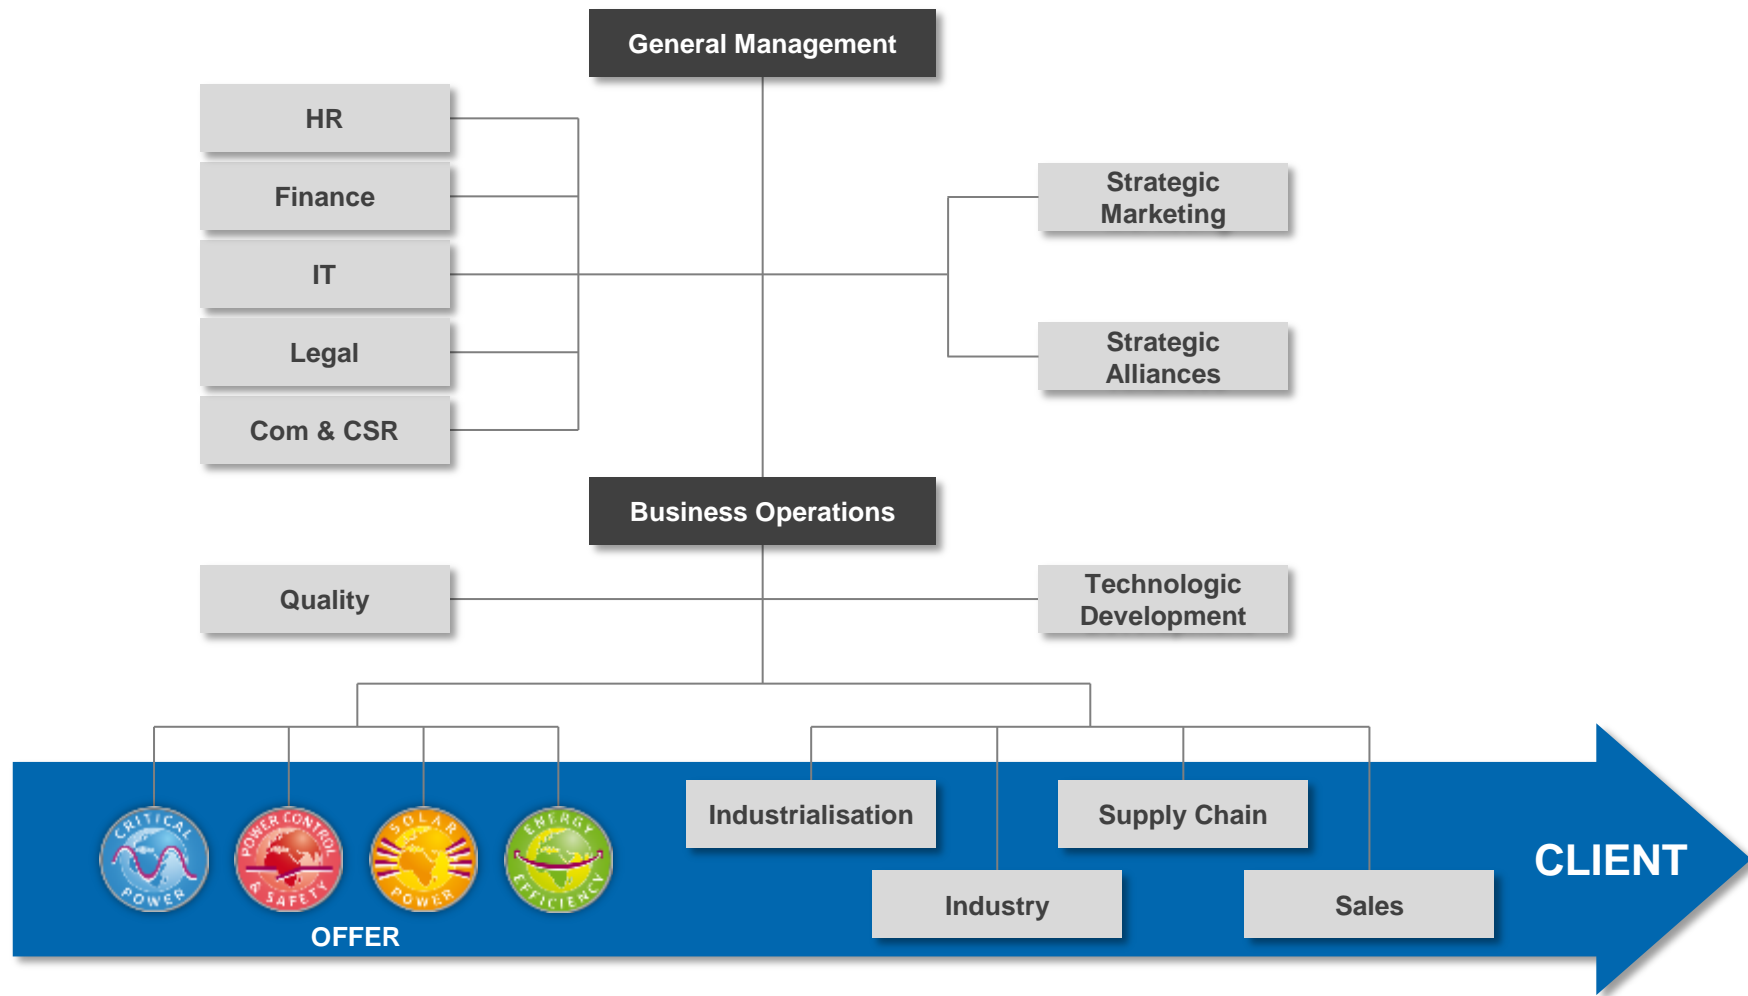 General Management
HR
Finance
IT
Legal
Com & CSR
Strategic
Marketing
Strategic
Alliances
Business Operations
Quality
Technologic
Development
CRITICAL
POWER
POWER CONTROL
& SAFETY
SOLAR
POWER
ENERGY
EFFICIENCY
OFFER
Industrialisation
Supply Chain
Industry
Sales
CLIENT